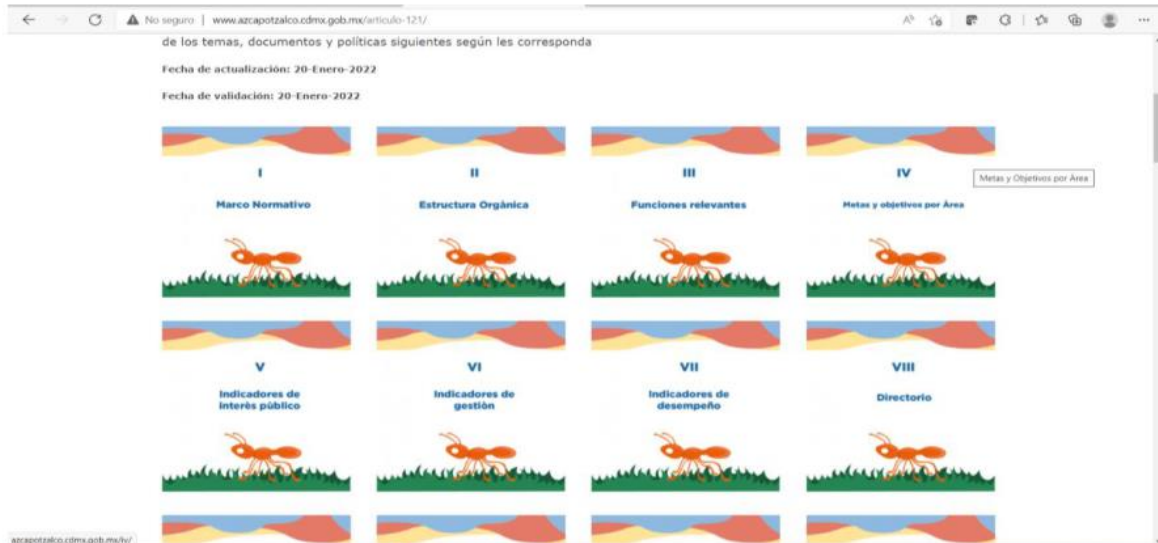 No seguro | www.azcapotzalco.cdmx.gob.mx/articulo-121/
de los temas, documentos y políticas siguientes según les corresponda
Fecha de actualización: 20-Enero-2022
Fecha de validación: 20-Enero-2022
I
II
III
IV
Metas y Objetivos por Área
Marco Normativo
Estructura Orgánica
Funciones relevantes
Metas y objetivos por Área
V
VI
VII
VIII
Indicadores de
interés público
Indicadores de
gestión
Indicadores de
desempeño
Directorio
azcapotzalco.cdmx.gob.mx/iv/